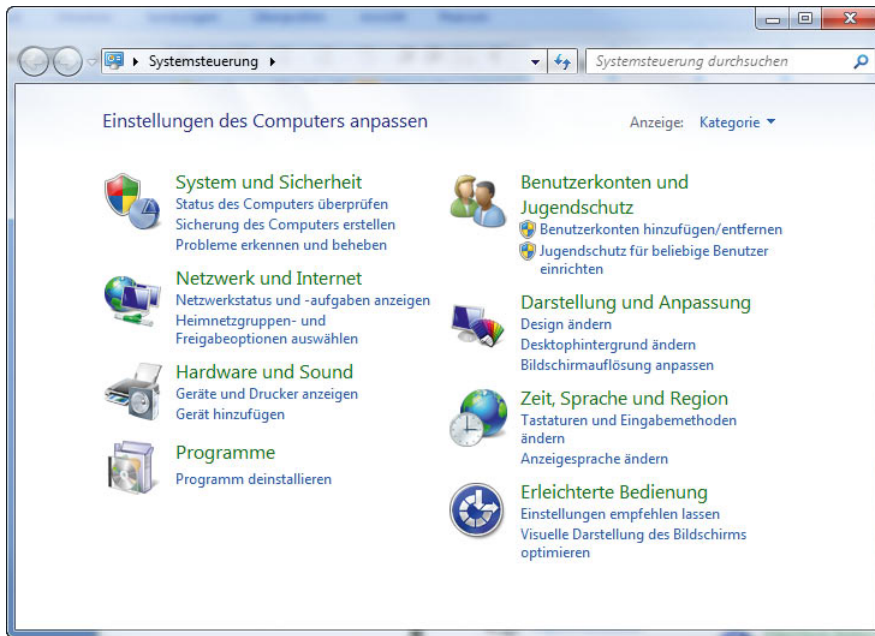 Systemsteuerung
Systemsteuerung durchsuchen
Einstellungen des Computers anpassen
Anzeige: Kategorie
System und Sicherheit
Status des Computers überprüfen
Sicherung des Computers erstellen
Probleme erkennen und beheben
Netzwerk und Internet
Netzwerkstatus und -aufgaben anzeigen
Heimnetzgruppen- und
Freigabeoptionen auswählen
Hardware und Sound
Geräte und Drucker anzeigen
Gerät hinzufügen
Programme
Programm deinstallieren
Benutzerkonten und
Jugendschutz
Benutzerkonten hinzufügen/entfernen
Jugendschutz für beliebige Benutzer
einrichten
Darstellung und Anpassung
Design ändern
Desktophintergrund ändern
Bildschirmauflösung anpassen
Zeit, Sprache und Region
Tastaturen und Eingabemethoden
ändern
Anzeigesprache ändern
Erleichterte Bedienung
Einstellungen empfehlen lassen
Visuelle Darstellung des Bildschirms
optimieren